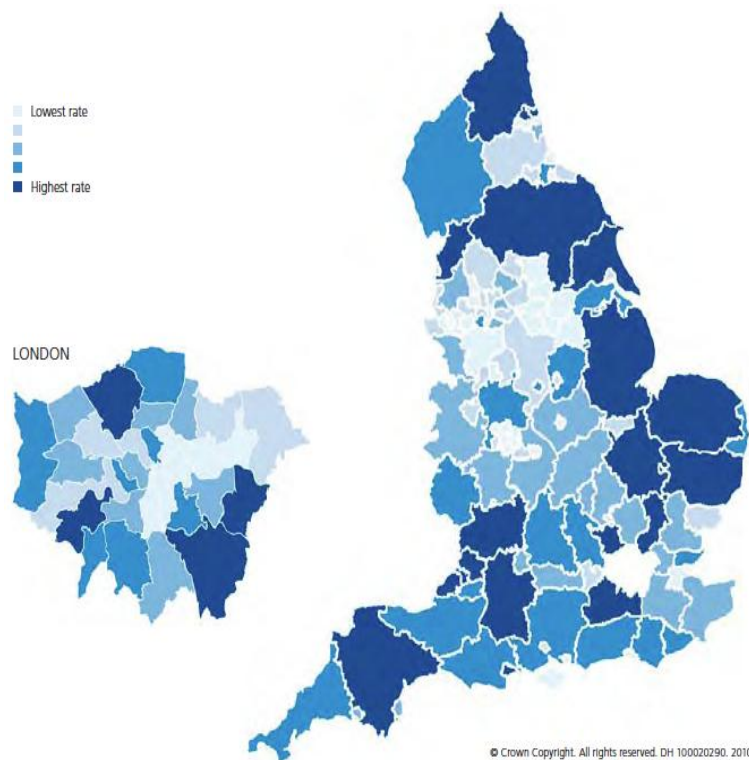 Lowest rate
Highest rate
LONDON
© Crown Copyright. All rights reserved. DH 100020290. 2010